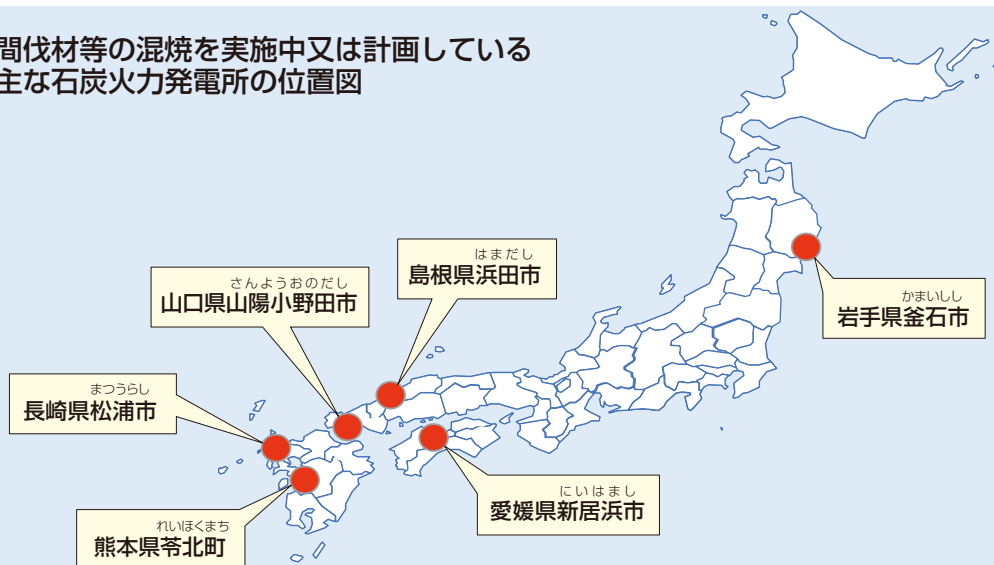 間伐材等の混焼を実施中又は計画している
主な石炭火力発電所の位置図
はまだし
島根県浜田市
さんようおのだし
山口県山陽小野田市
かまいしし
岩手県釜石市
まつうらし
長崎県松浦市
にいはまし
愛媛県新居浜市
れいほくまち
熊本県苓北町